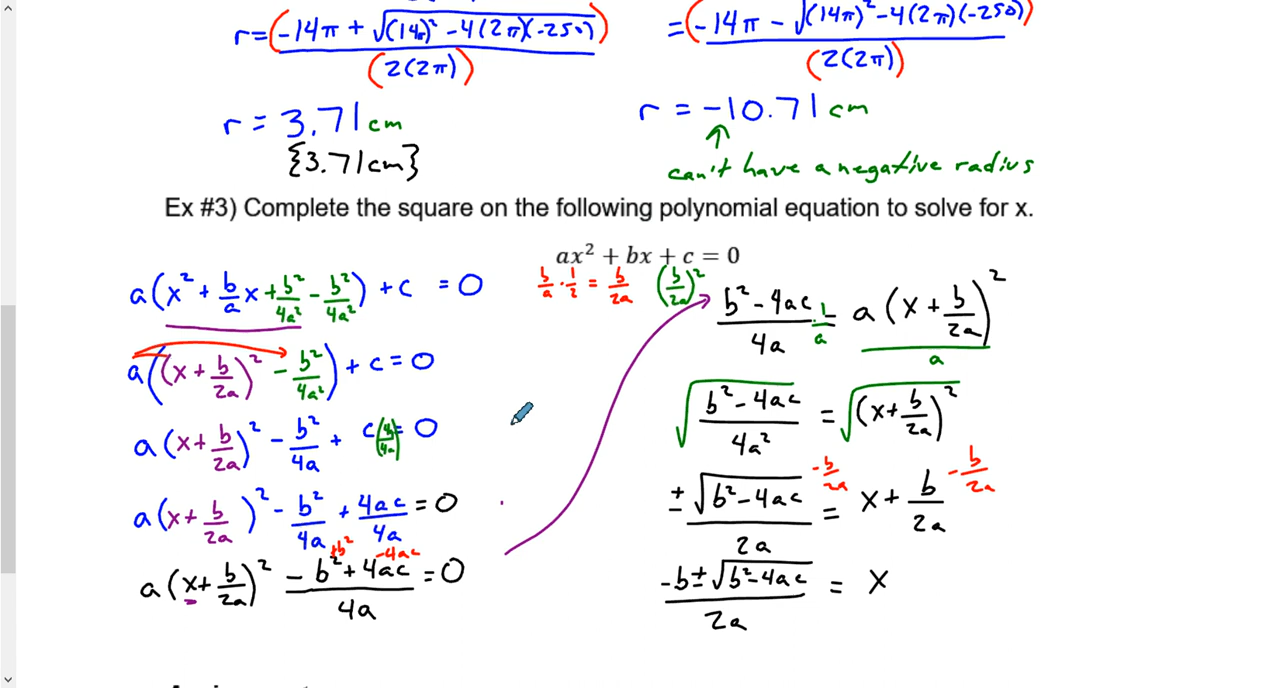 r = (-14π + √((14π)² - 4(2π)(-250))) / (2(2π))
= (-14π - √((14π)² - 4(2π)(-250))) / (2(2π))
r = 3.71 cm
{3.71 cm}
r = -10.71 cm
can't have a negative radius
Ex #3) Complete the square on the following polynomial equation to solve for x.
ax² + bx + c = 0
a(x² + b/a x + b²/4a² - b²/4a²) + c = 0
b/a · 1/2 = b/2a (b/2a)²
a((x + b/2a)² - b²/4a²) + c = 0
a(x + b/2a)² - b²/4a + c(4a/4a) = 0
a(x + b/2a)² - b²/4a + 4ac/4a = 0
+b² -4ac
a(x + b/2a)² - b² + 4ac / 4a = 0
b² - 4ac / 4a · 1/a = a(x + b/2a)² / a
√(b² - 4ac / 4a²) = √((x + b/2a)²)
-b/2a ± √(b² - 4ac) / 2a = x + b/2a - b/2a
-b ± √(b² - 4ac) / 2a = x